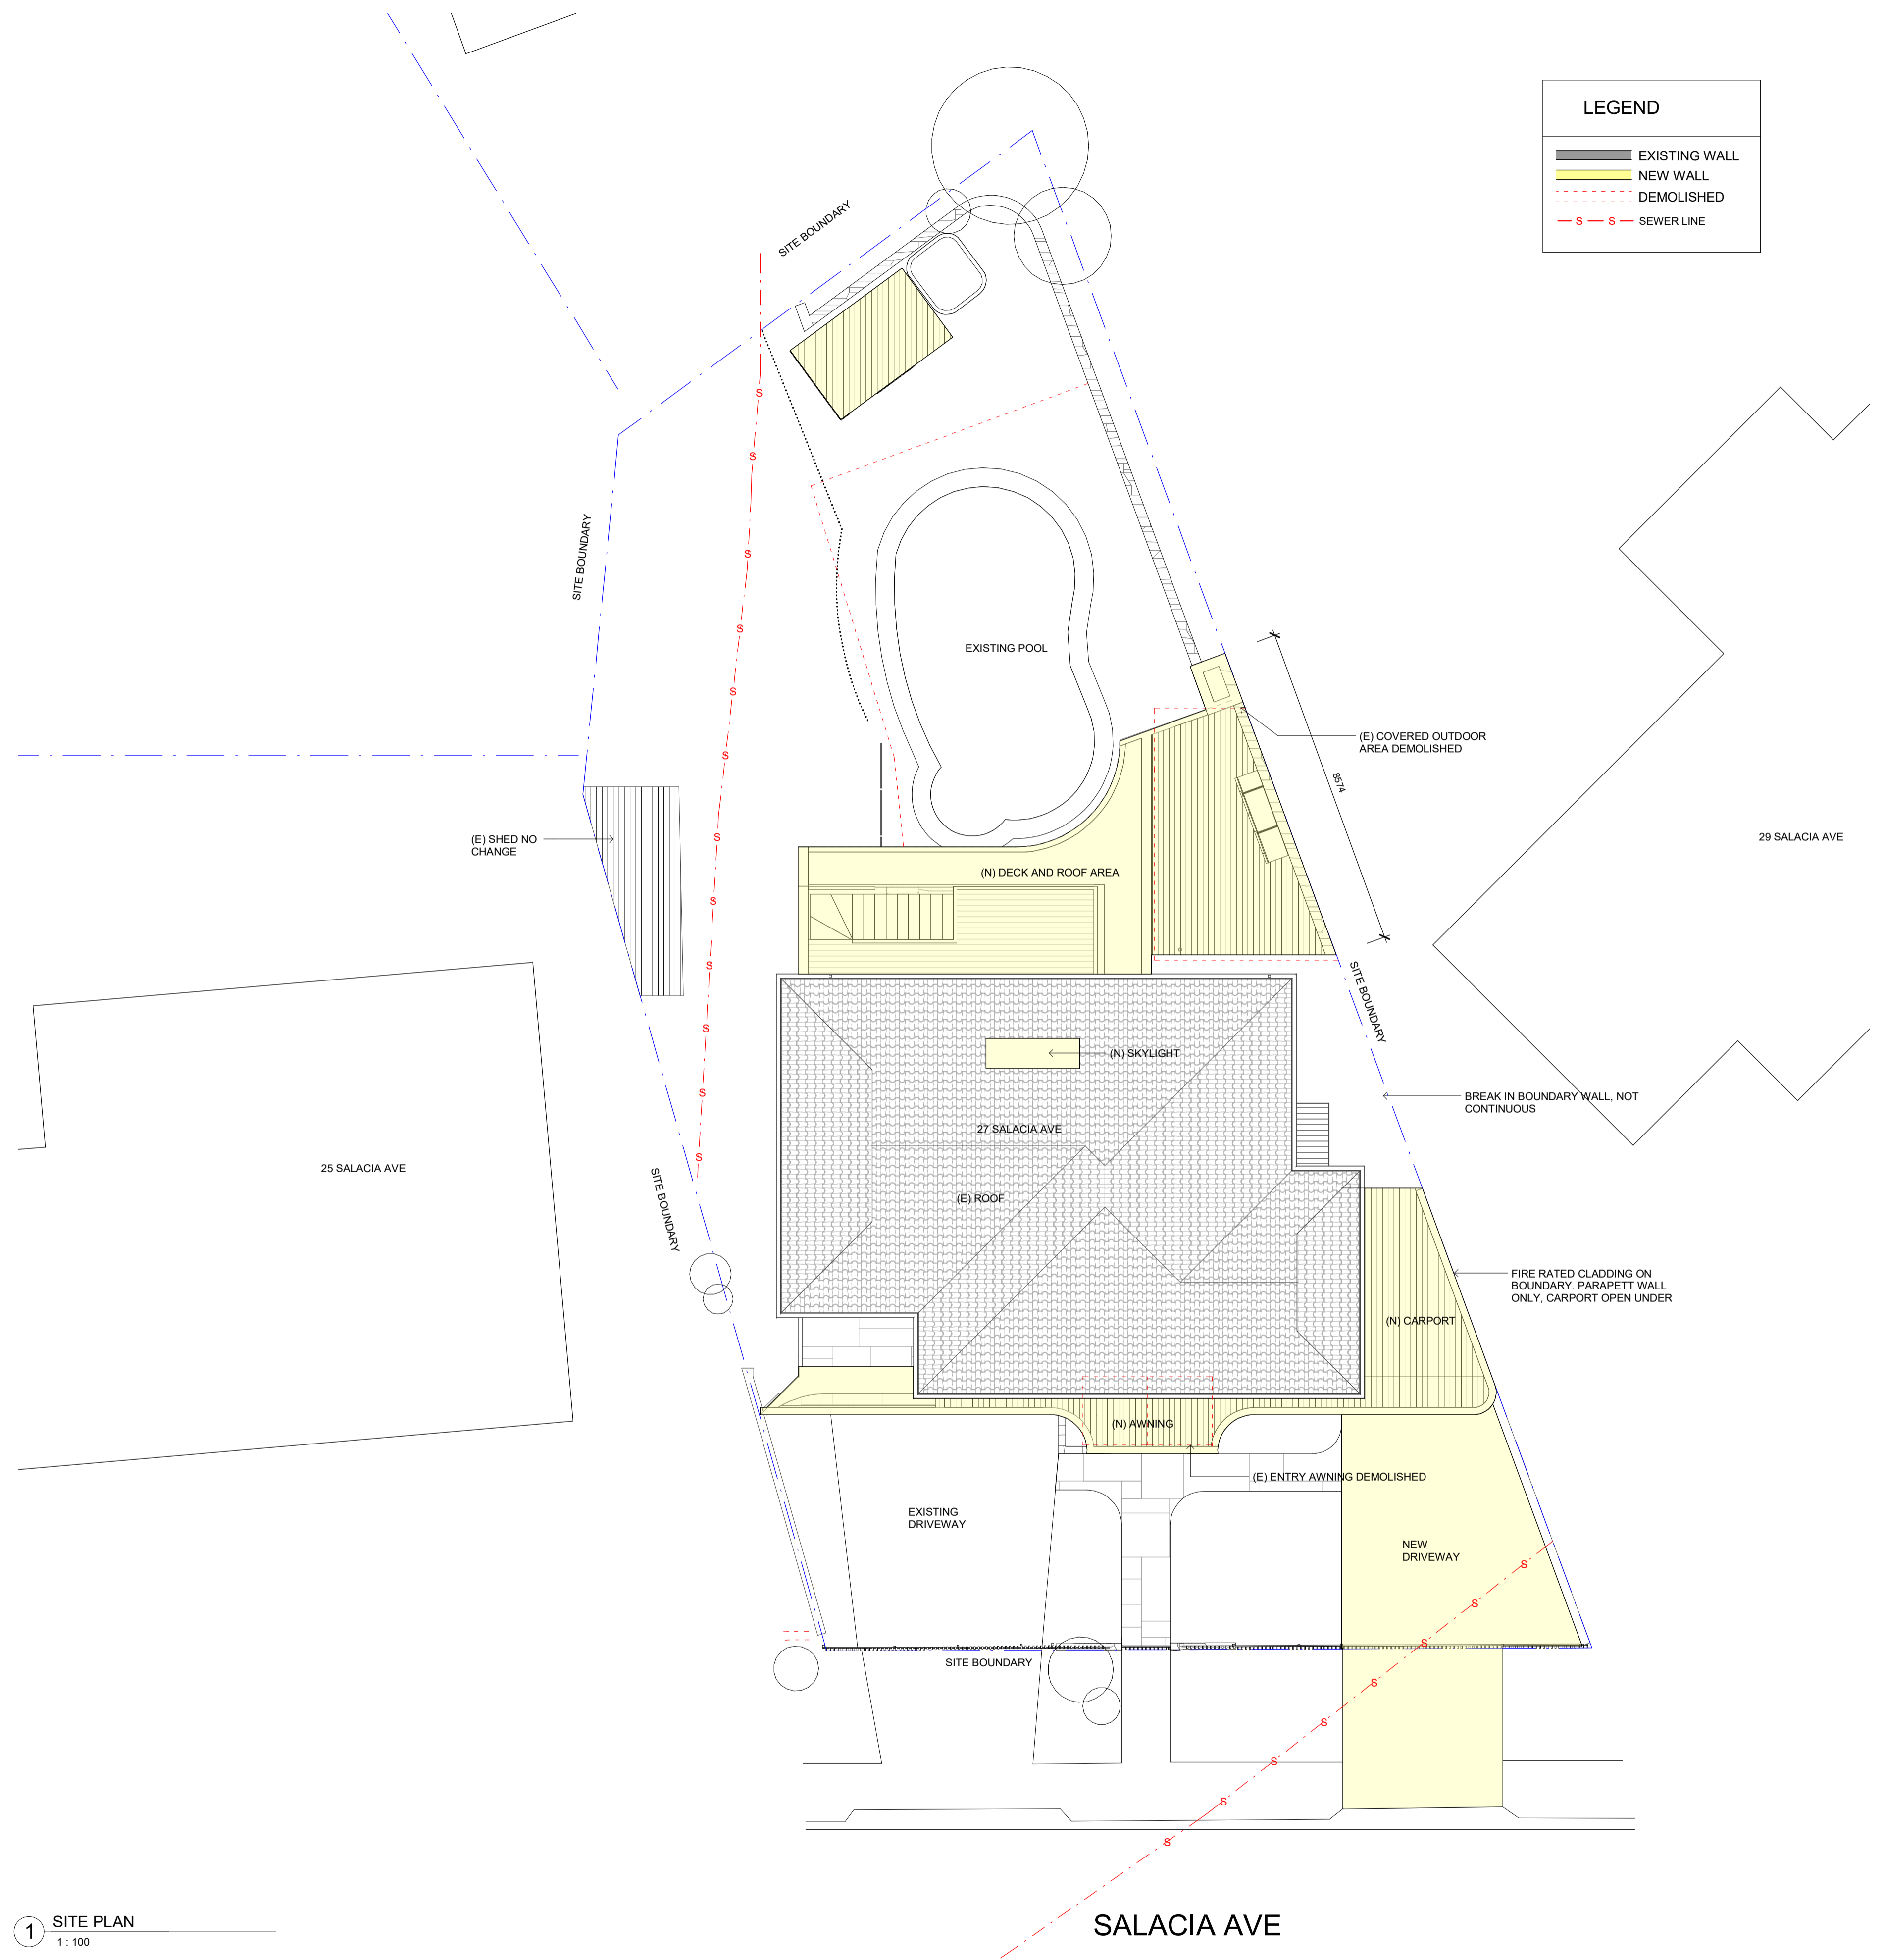 LEGEND
EXISTING WALL
NEW WALL
DEMOLISHED
S S SEWER LINE
SITE BOUNDARY
S
S
S
SITE BOUNDARY
S
EXISTING POOL
S
(E) COVERED OUTDOOR
AREA DEMOLISHED
S
8574
(E) SHED NO
CHANGE
S
29 SALACIA AVE
(N) DECK AND ROOF AREA
S
S
SITE BOUNDARY
S
(N) SKYLIGHT
S
BREAK IN BOUNDARY WALL, NOT
CONTINUOUS
27 SALACIA AVE
S
25 SALACIA AVE
SITE BOUNDARY
(E) ROOF
FIRE RATED CLADDING ON
BOUNDARY. PARAPETT WALL
ONLY, CARPORT OPEN UNDER
(N) CARPORT
(N) AWNING
(E) ENTRY AWNING DEMOLISHED
EXISTING
DRIVEWAY
NEW
DRIVEWAY
S
S
S
SITE BOUNDARY
S
S
S
S
S
1 SITE PLAN
1 : 100
SALACIA AVE